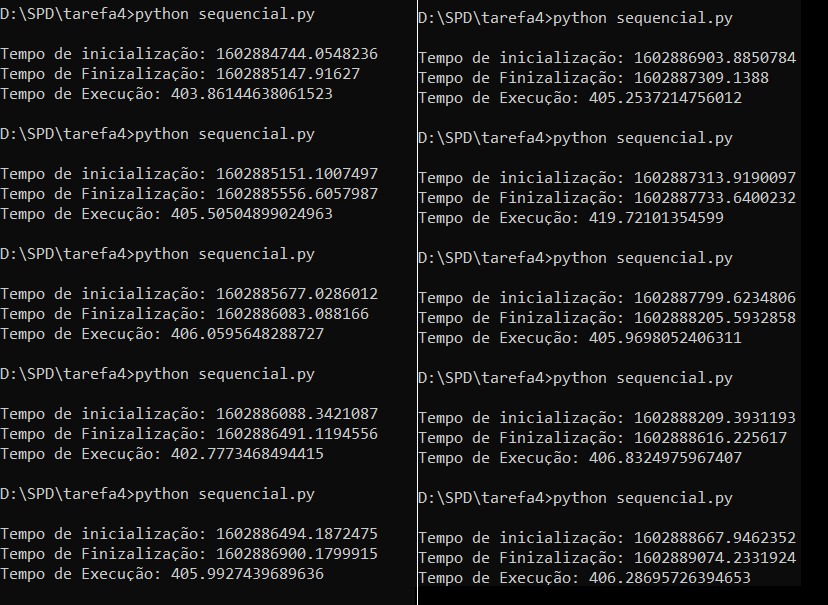 D:\SPD\tarefa4>python sequencial.py
Tempo de inicialização: 1602884744.0548236
Tempo de Finizalização: 1602885147.91627
Tempo de Execução: 403.86144638061523
D:\SPD\tarefa4>python sequencial.py
Tempo de inicialização: 1602885151.1007497
Tempo de Finizalização: 1602885556.6057987
Tempo de Execução: 405.50504899024963
D:\SPD\tarefa4>python sequencial.py
Tempo de inicialização: 1602885677.0286012
Tempo de Finizalização: 1602886083.088166
Tempo de Execução: 406.0595648288727
D:\SPD\tarefa4>python sequencial.py
Tempo de inicialização: 1602886088.3421087
Tempo de Finizalização: 1602886491.1194556
Tempo de Execução: 402.7773468494415
D:\SPD\tarefa4>python sequencial.py
Tempo de inicialização: 1602886494.1872475
Tempo de Finizalização: 1602886900.1799915
Tempo de Execução: 405.9927439689636
D:\SPD\tarefa4>python sequencial.py
Tempo de inicialização: 1602886903.8850784
Tempo de Finizalização: 1602887309.1388
Tempo de Execução: 405.2537214756012
D:\SPD\tarefa4>python sequencial.py
Tempo de inicialização: 1602887313.9190097
Tempo de Finizalização: 1602887733.6400232
Tempo de Execução: 419.72101354599
D:\SPD\tarefa4>python sequencial.py
Tempo de inicialização: 1602887799.6234806
Tempo de Finizalização: 1602888205.5932858
Tempo de Execução: 405.9698052406311
D:\SPD\tarefa4>python sequencial.py
Tempo de inicialização: 1602888209.3931193
Tempo de Finizalização: 1602888616.225617
Tempo de Execução: 406.8324975967407
D:\SPD\tarefa4>python sequencial.py
Tempo de inicialização: 1602888667.9462352
Tempo de Finizalização: 1602889074.2331924
Tempo de Execução: 406.28695726394653